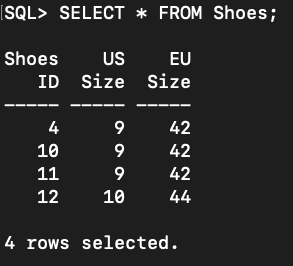 SQL> SELECT * FROM Shoes;
Shoes    US    EU
   ID  Size  Size
----- ----- -----
    4     9    42
   10     9    42
   11     9    42
   12    10    44
4 rows selected.